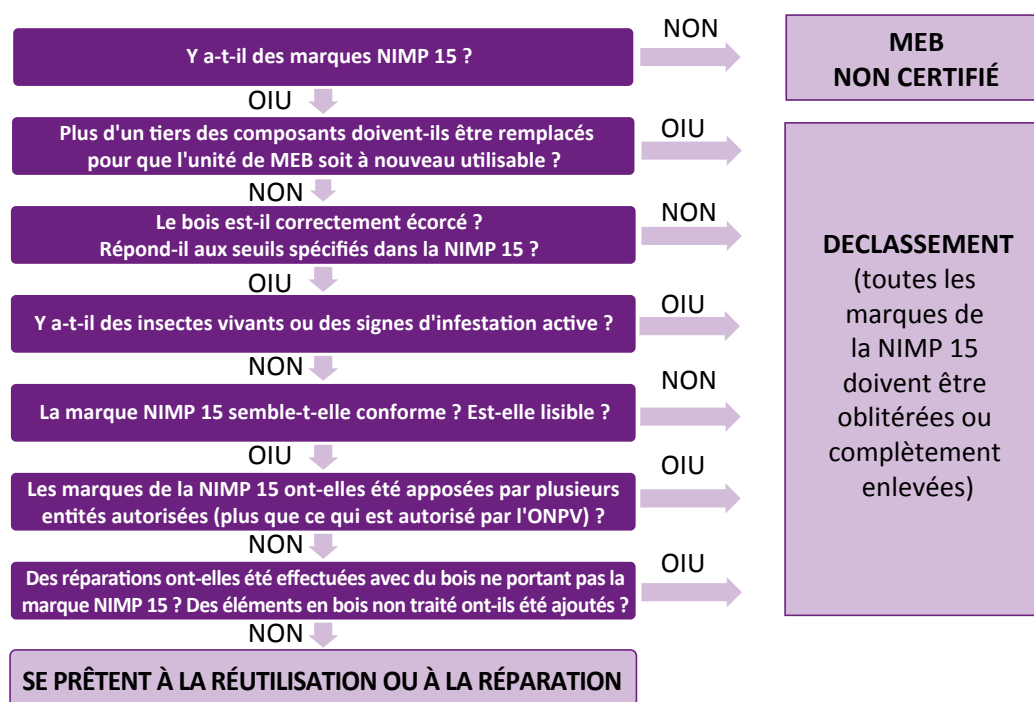 Y a-t-il des marques NIMP 15 ?
NON
MEB
NON CERTIFIÉ
OIU
Plus d'un tiers des composants doivent-ils être remplacés
pour que l'unité de MEB soit à nouveau utilisable ?
OIU
NON
Le bois est-il correctement écorcé ?
Répond-il aux seuils spécifiés dans la NIMP 15 ?
NON
OIU
Y a-t-il des insectes vivants ou des signes d'infestation active ?
OIU
NON
La marque NIMP 15 semble-t-elle conforme ? Est-elle lisible ?
NON
OIU
Les marques de la NIMP 15 ont-elles été apposées par plusieurs
entités autorisées (plus que ce qui est autorisé par l'ONPV) ?
OIU
NON
Des réparations ont-elles été effectuées avec du bois ne portant pas la
marque NIMP 15 ? Des éléments en bois non traité ont-ils été ajoutés ?
OIU
NON
DECLASSEMENT
(toutes les
marques de
la NIMP 15
doivent être
oblitérées ou
complètement
enlevées)
SE PRÊTENT À LA RÉUTILISATION OU À LA RÉPARATION